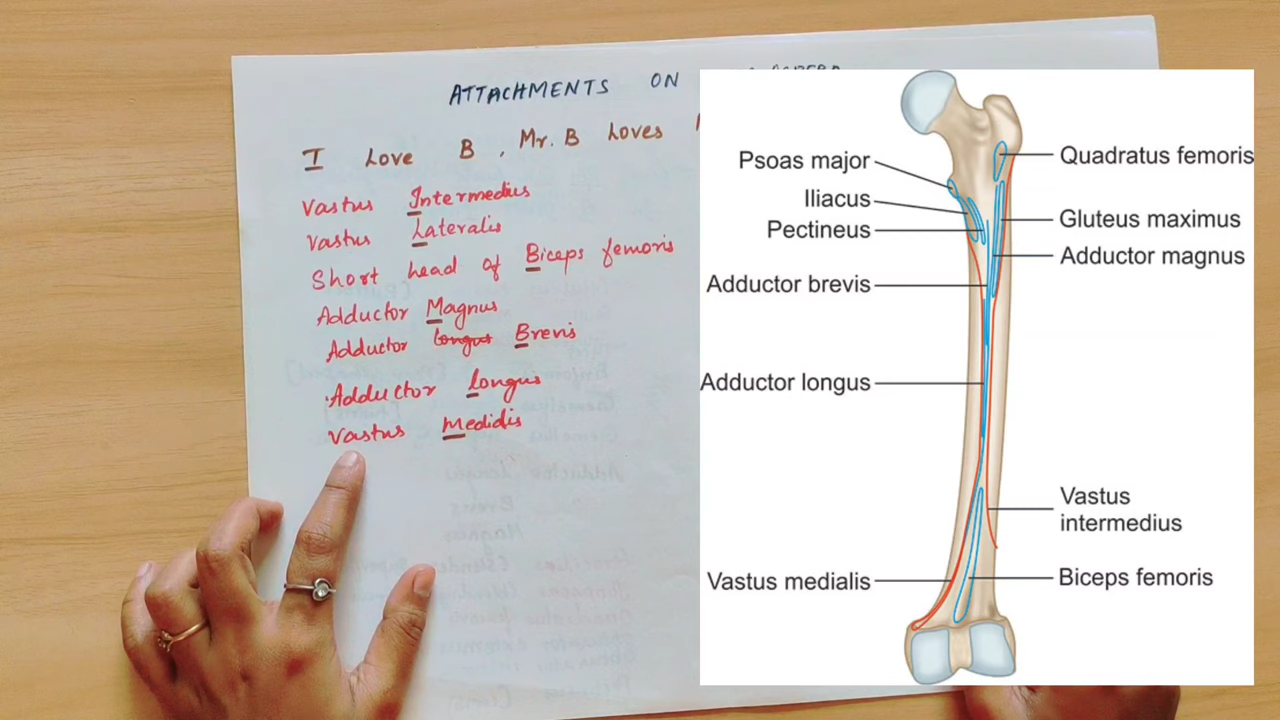 ATTACHMENTS ON
I Love B, Mr. B Loves
Vastus Intermedius
Vastus Lateralis
Short head of Biceps femoris
Adductor Magnus
Adductor longus Brevis
Adductor Longus
Vastus Medidis
Psoas major
Iliacus
Pectineus
Adductor brevis
Adductor longus
Vastus medialis
Quadratus femoris
Gluteus maximus
Adductor magnus
Vastus
intermedius
Biceps femoris